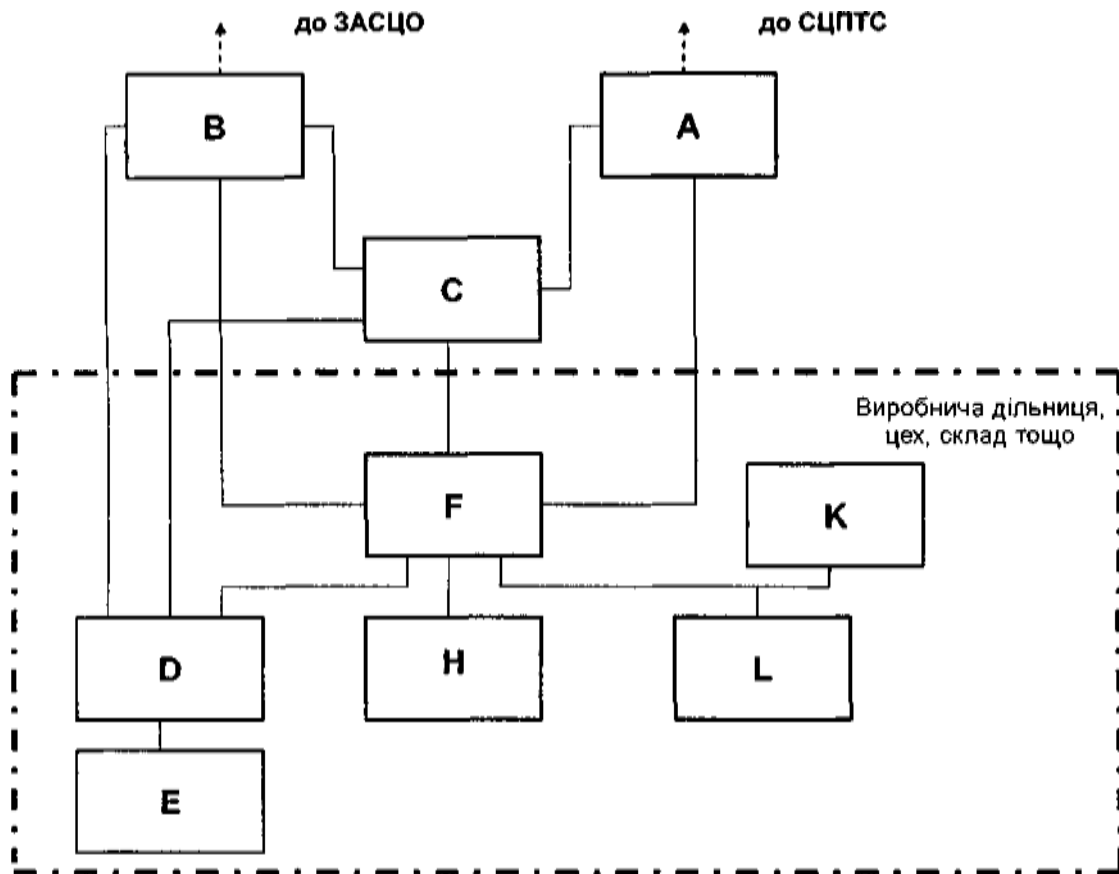 до ЗАСЦО
до СЦПТС
B
A
C
Виробнича дільниця,
цех, склад тощо
F
K
D
H
L
E